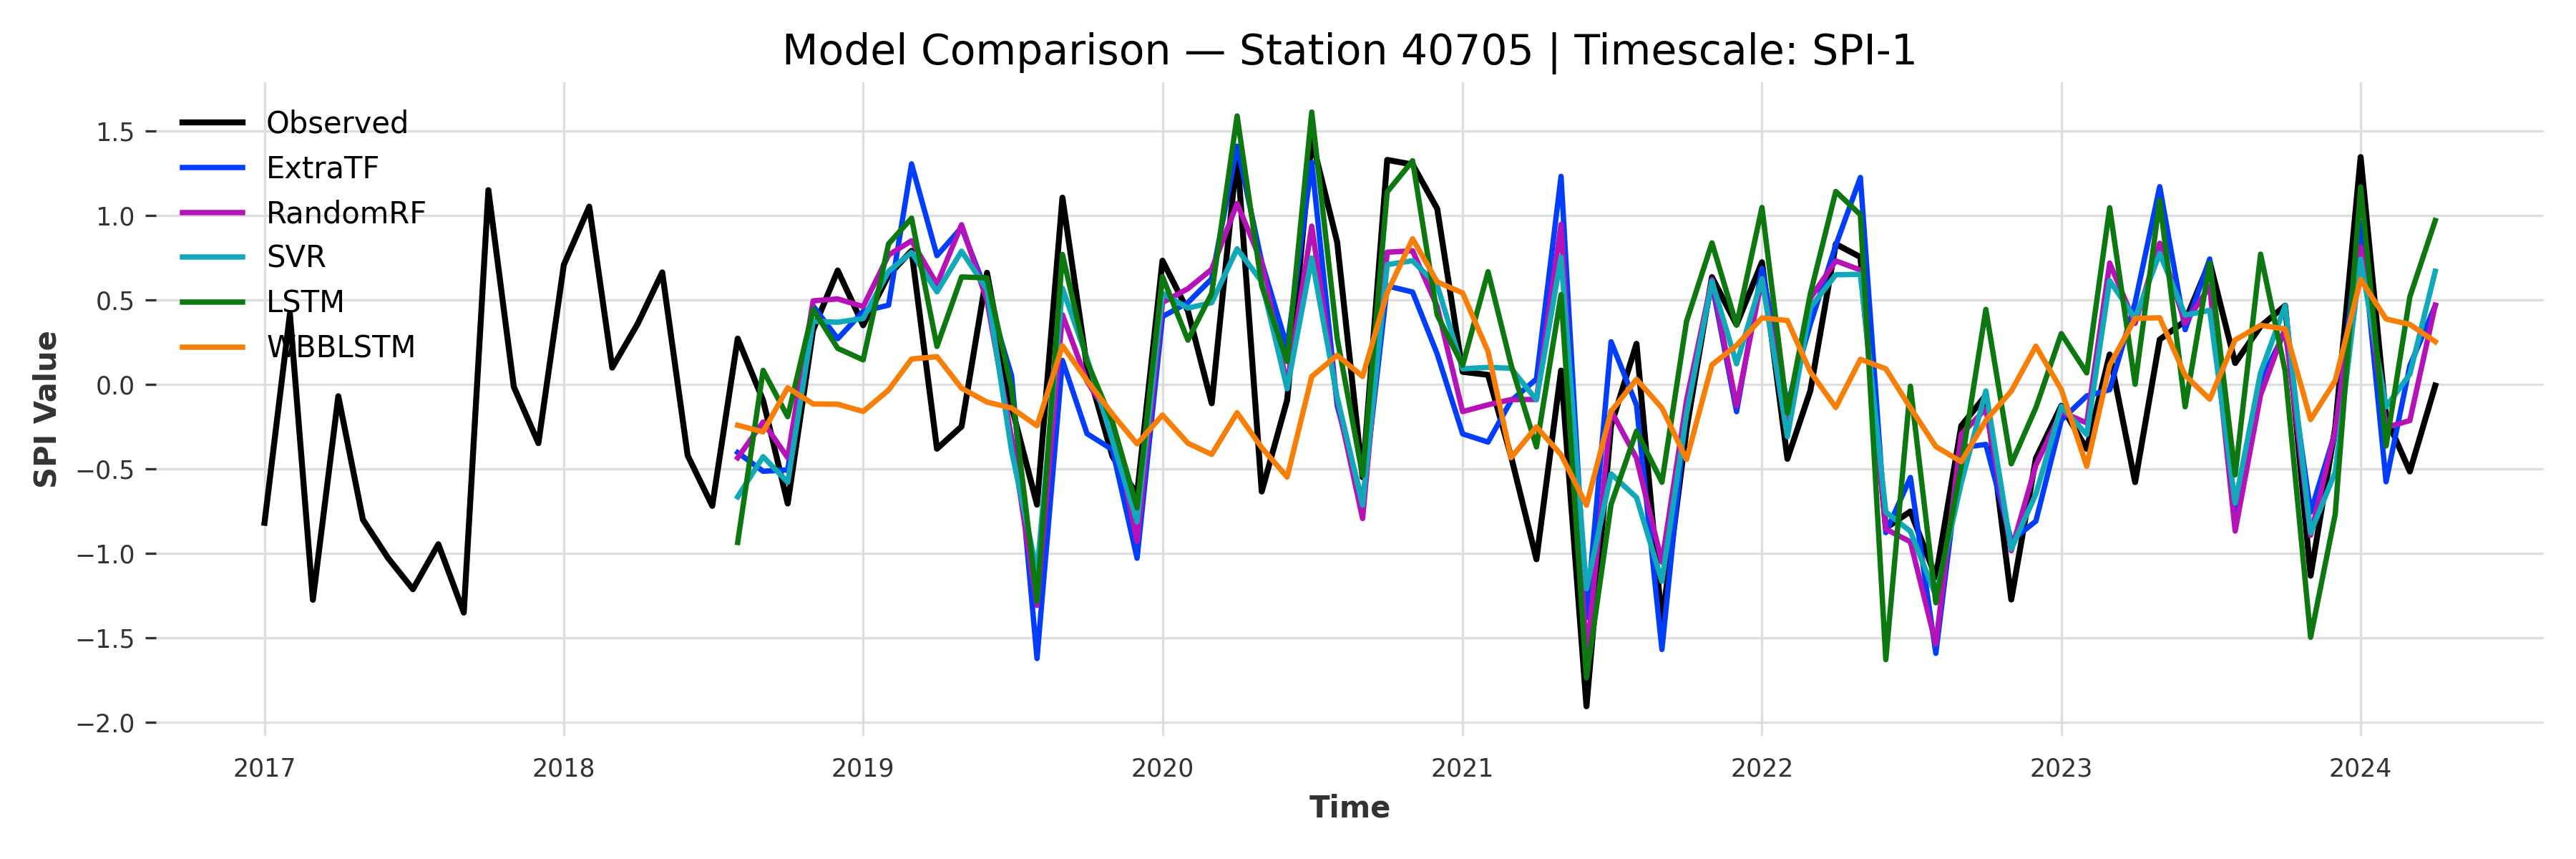 Model Comparison — Station 40705 | Timescale: SPI-1
Observed
ExtraTF
RandomRF
SVR
LSTM
WBBLSTM
SPI Value
1.5
1.0
0.5
0.0
−0.5
−1.0
−1.5
−2.0
2017 2018 2019 2020 2021 2022 2023 2024
Time